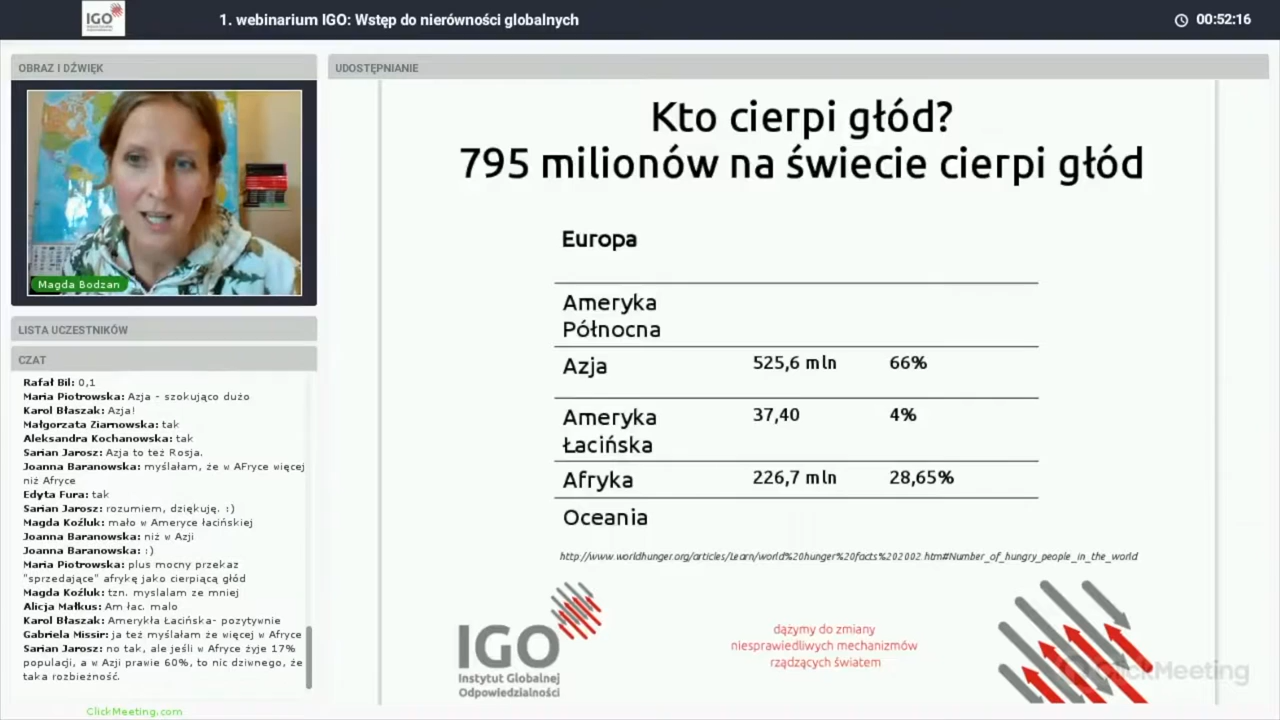 IGO
1. webinarium IGO: Wstęp do nierówności globalnych
00:52:16
OBRAZ I DŹWIĘK
Magda Bodzan
LISTA UCZESTNIKÓW
CZAT
Rafał Bil: 0,1
Maria Piotrowska: Azja - szokująco dużo
Karol Błaszak: Azja!
Małgorzata Ziarnowska: tak
Aleksandra Kochanowska: tak
Sarian Jarosz: Azja to też Rosja.
Joanna Baranowska: myślałam, że w AFryce więcej
niż Afryce
Edyta Fura: tak
Sarian Jarosz: rozumiem, dziękuję. :)
Magda Koźluk: mało w Ameryce łacińskiej
Joanna Baranowska: niż w Azji
Joanna Baranowska: :)
Maria Piotrowska: plus mocny przekaz
"sprzedające" afrykę jako cierpiącą głód
Magda Koźluk: tzn. myslalam ze mniej
Alicja Małkus: Am łac. malo
Karol Błaszak: Amerykła Łacińska- pozytywnie
Gabriela Missir: ja też myślałam że więcej w Afryce
Sarian Jarosz: no tak, ale jeśli w Afryce żyje 17%
populacji, a w Azji prawie 60%, to nic dziwnego, że
taka rozbieżność.
ClickMeeting.com
UDOSTĘPNIANIE
Kto cierpi głód?
795 milionów na świecie cierpi głód
Europa
Ameryka
Północna
Azja 525,6 mln 66%
Ameryka 37,40 4%
Łacińska
Afryka 226,7 mln 28,65%
Oceania
http://www.worldhunger.org/articles/Learn/world%20hunger%20facts%202002.htm#Number_of_hungry_people_in_the_world
IGO
Instytut Globalnej
Odpowiedzialności
dążymy do zmiany
niesprawiedliwych mechanizmów
rządzących światem
ClickMeeting